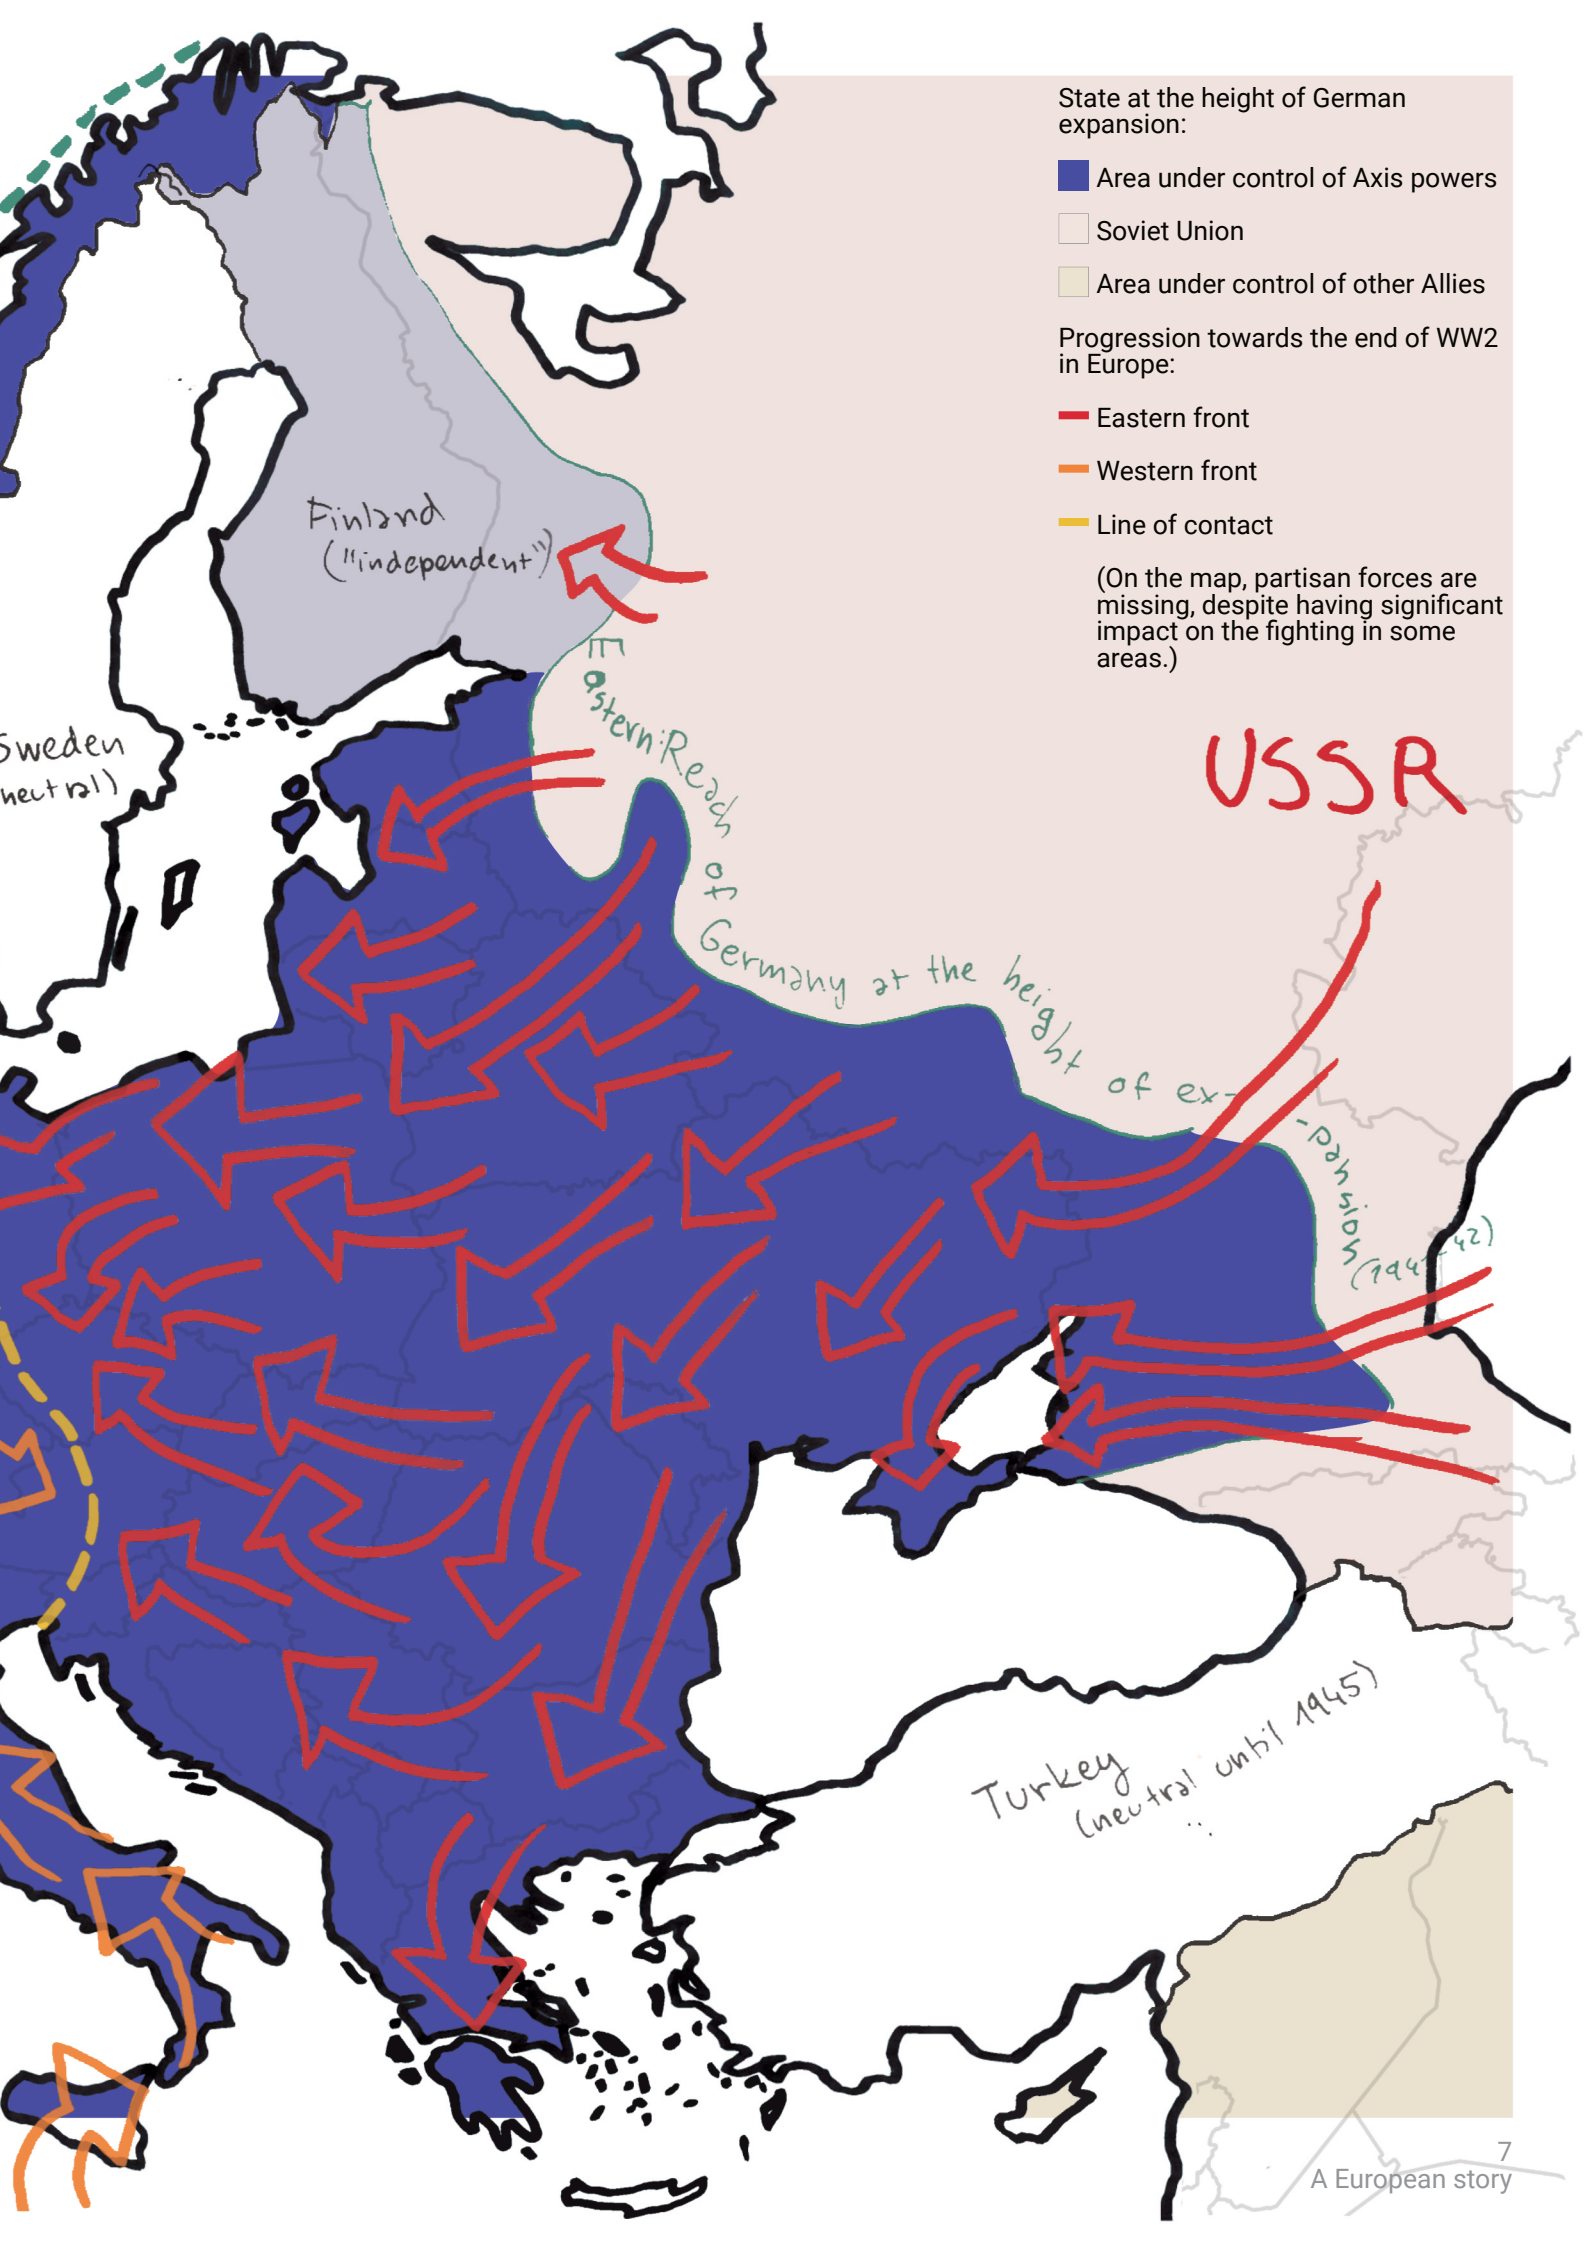 State at the height of German
expansion:
Area under control of Axis powers
Soviet Union
Area under control of other Allies
Progression towards the end of WW2
in Europe:
Eastern front
Western front
Line of contact
(On the map, partisan forces are
missing, despite having significant
impact on the fighting in some
areas.)
Finland
("independent")
Sweden
neutral)
USSR
Eastern Reach of Germany at the height of ex-
-pansion
(1941-42)
Turkey
(neutral until 1945)
7
A European story